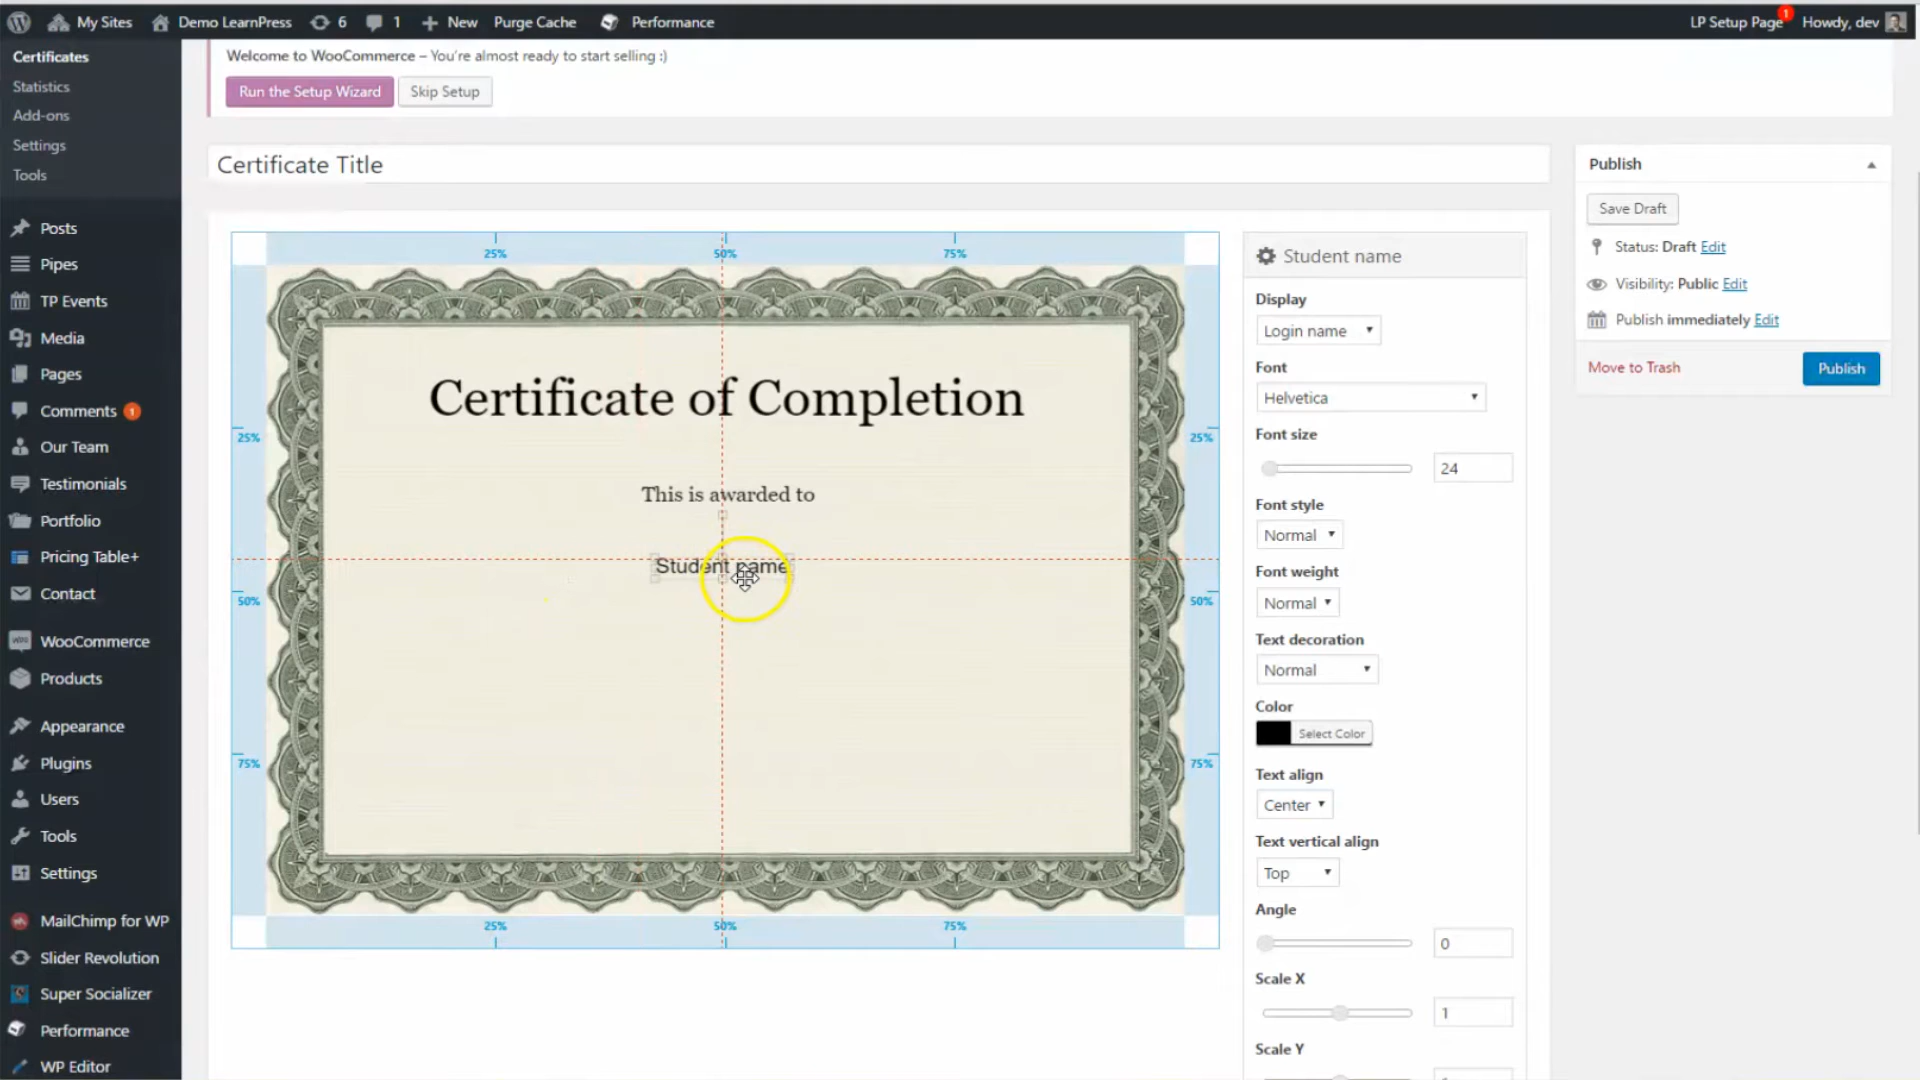 My Sites
Demo LearnPress
6
1
New
Purge Cache
Performance
LP Setup Page
1
Howdy, dev
Certificates
Statistics
Add-ons
Settings
Tools
Posts
Pipes
TP Events
Media
Pages
Comments 1
Our Team
Testimonials
Portfolio
Pricing Table+
Contact
WooCommerce
Products
Appearance
Plugins
Users
Tools
Settings
MailChimp for WP
Slider Revolution
Super Socializer
Performance
WP Editor
Welcome to WooCommerce – You're almost ready to start selling :)
Run the Setup Wizard
Skip Setup
Certificate Title
25% 50% 75%
25% 25%
50% 50%
75% 75%
25% 50% 75%
Certificate of Completion
This is awarded to
Student name
Student name
Display
Login name
Font
Helvetica
Font size
24
Font style
Normal
Font weight
Normal
Text decoration
Normal
Color
Select Color
Text align
Center
Text vertical align
Top
Angle
0
Scale X
1
Scale Y
Publish
Save Draft
Status: Draft Edit
Visibility: Public Edit
Publish immediately Edit
Move to Trash
Publish